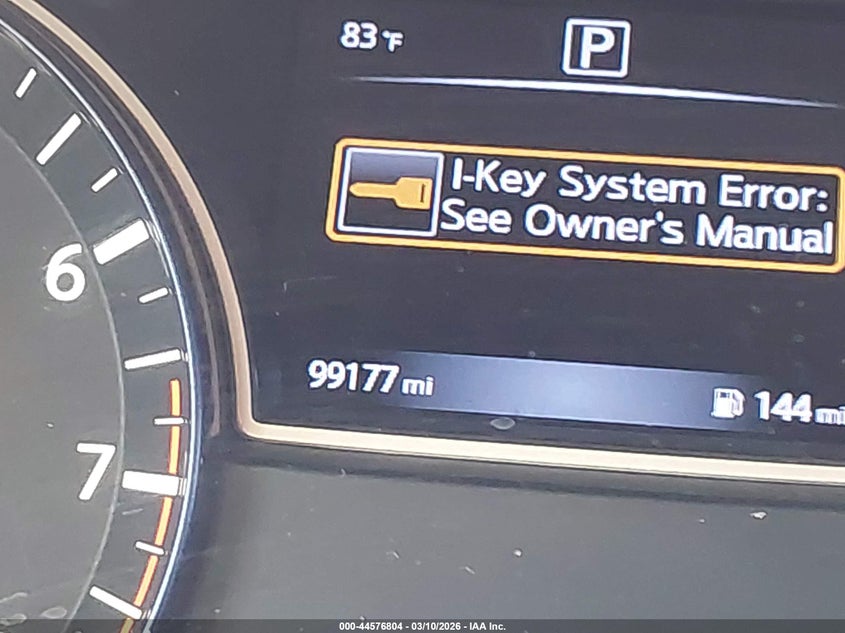 83°F P
I-Key System Error:
See Owner's Manual
6
99177 mi 144 mi
7
000-44576804 - 03/10/2026 - IAA Inc.